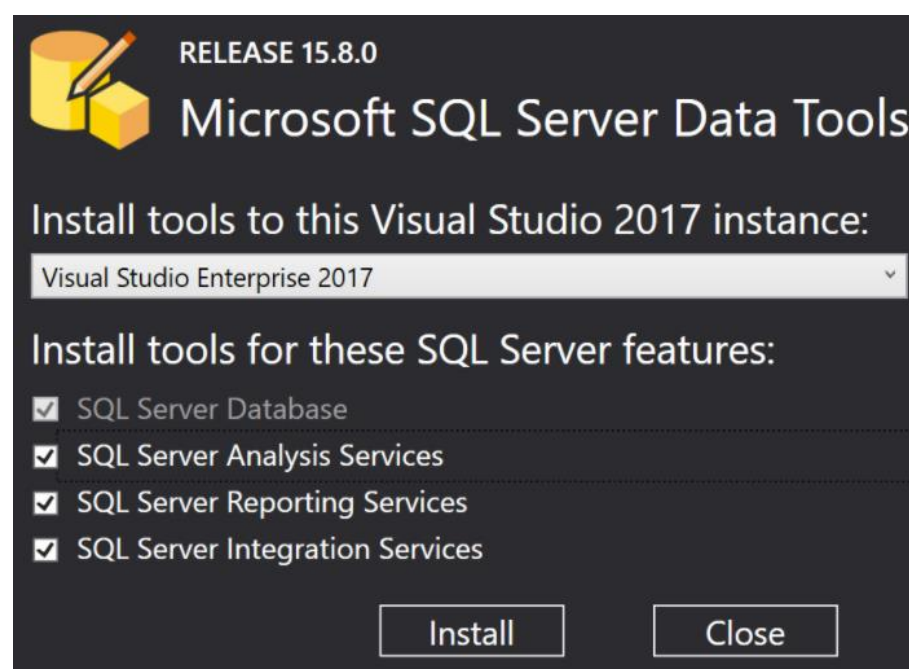 RELEASE 15.8.0
Microsoft SQL Server Data Tools
Install tools to this Visual Studio 2017 instance:
Visual Studio Enterprise 2017
Install tools for these SQL Server features:
SQL Server Database
SQL Server Analysis Services
SQL Server Reporting Services
SQL Server Integration Services
Install Close